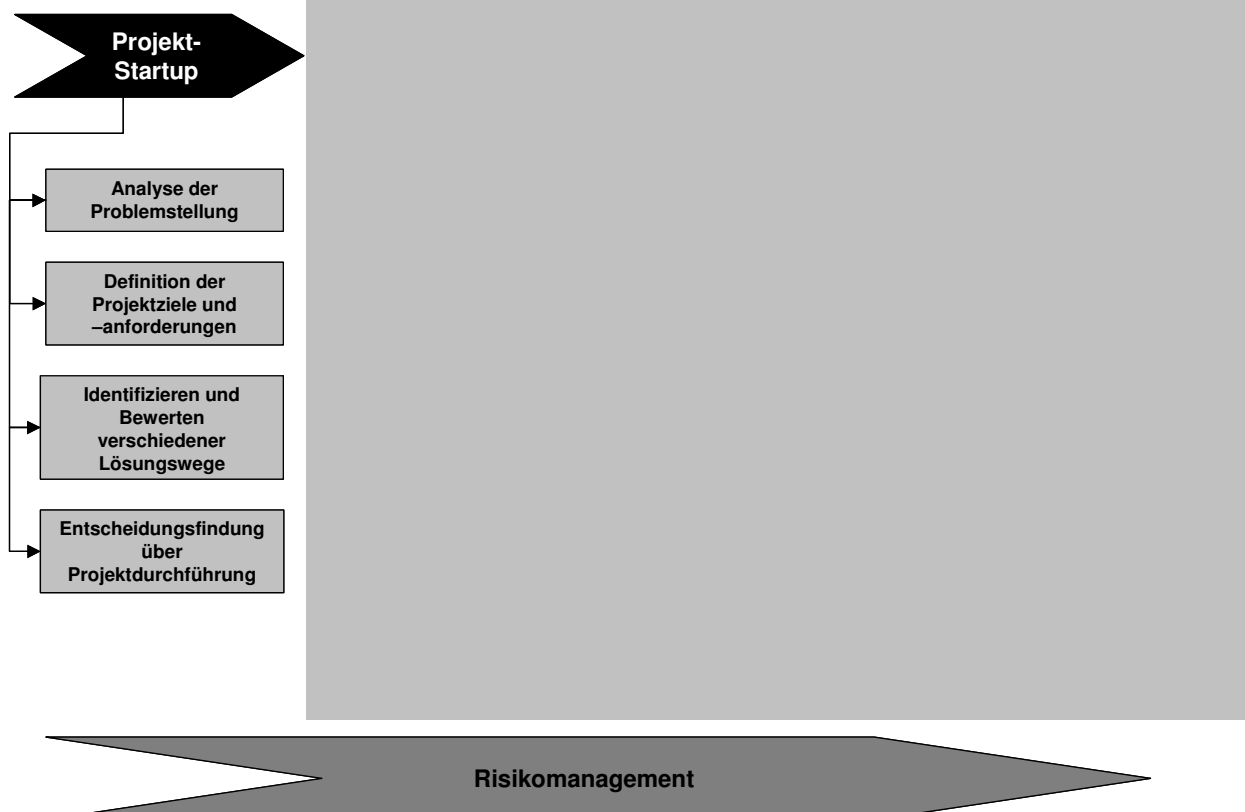 Projekt-
Startup
Analyse der
Problemstellung
Definition der
Projektziele und
–anforderungen
Identifizieren und
Bewerten
verschiedener
Lösungswege
Entscheidungsfindung
über
Projektdurchführung
Risikomanagement